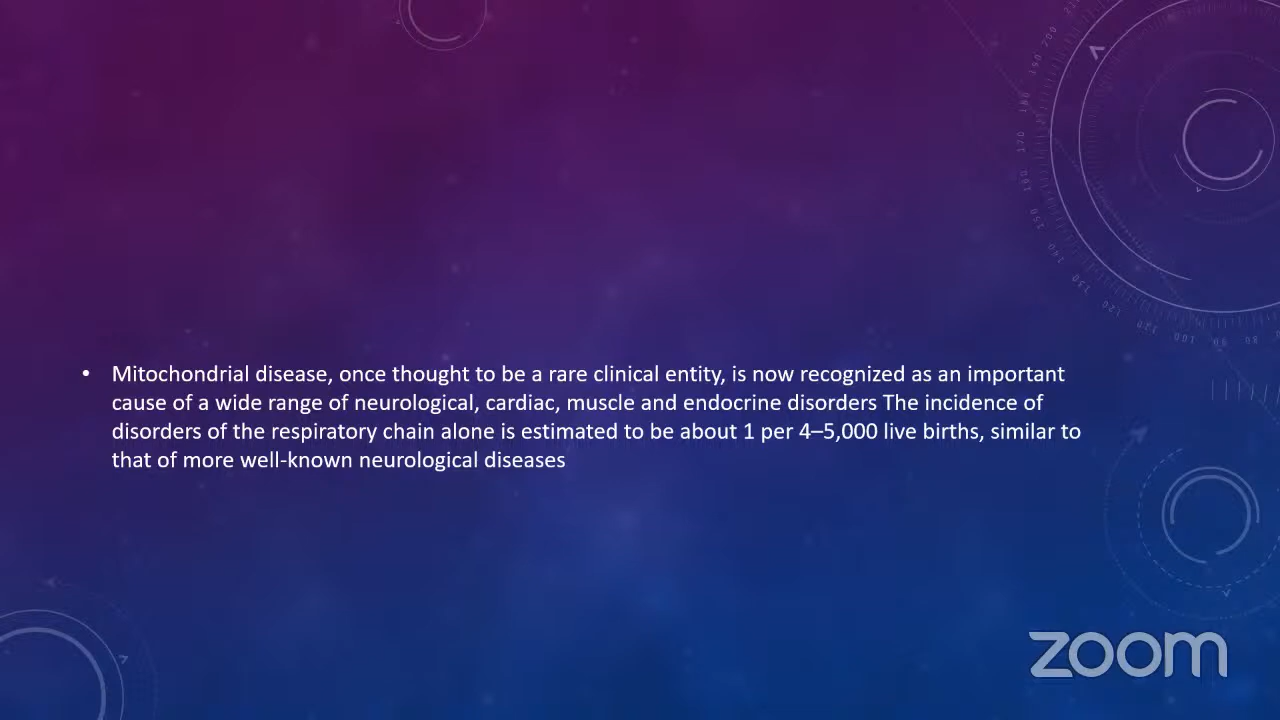 • Mitochondrial disease, once thought to be a rare clinical entity, is now recognized as an important
cause of a wide range of neurological, cardiac, muscle and endocrine disorders The incidence of
disorders of the respiratory chain alone is estimated to be about 1 per 4–5,000 live births, similar to
that of more well-known neurological diseases
zoom